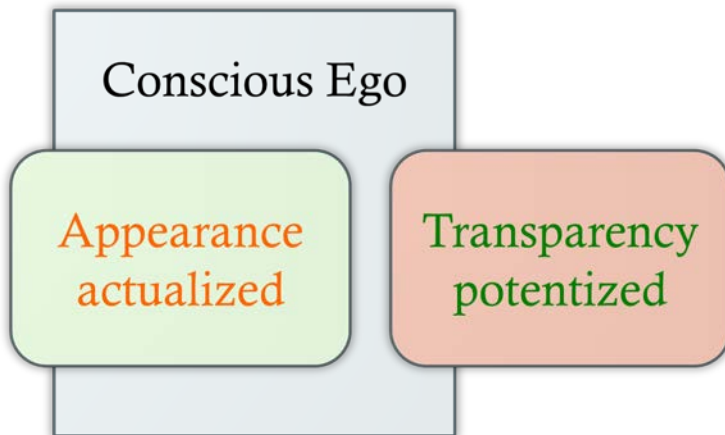 Conscious Ego
Appearance
actualized
Transparency
potentized